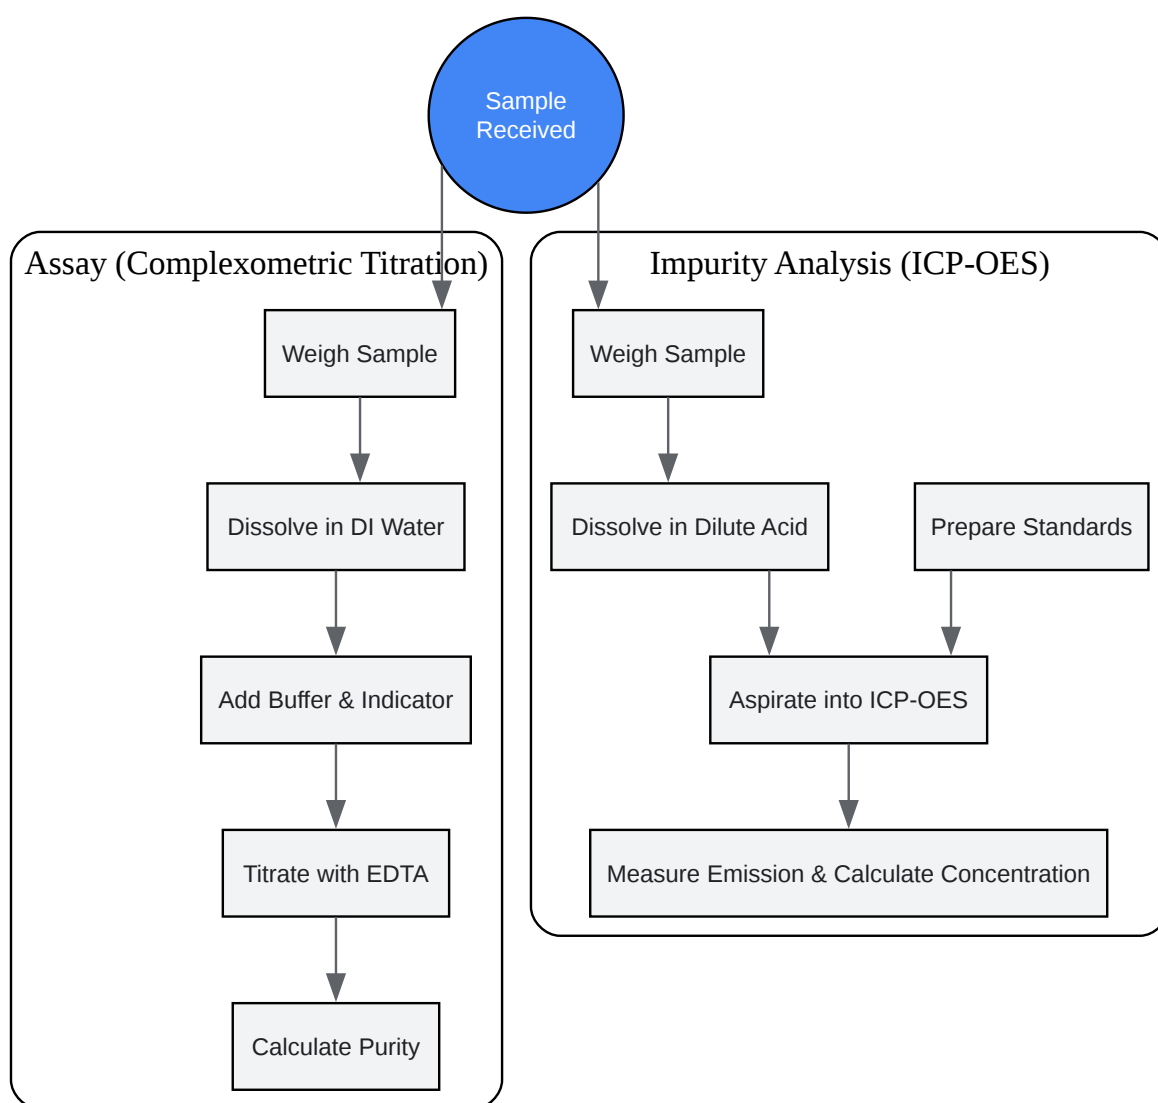 Sample
Received
Assay (Complexometric Titration)
Weigh Sample
Dissolve in DI Water
Add Buffer & Indicator
Titrate with EDTA
Calculate Purity
Impurity Analysis (ICP-OES)
Weigh Sample
Dissolve in Dilute Acid
Prepare Standards
Aspirate into ICP-OES
Measure Emission & Calculate Concentration